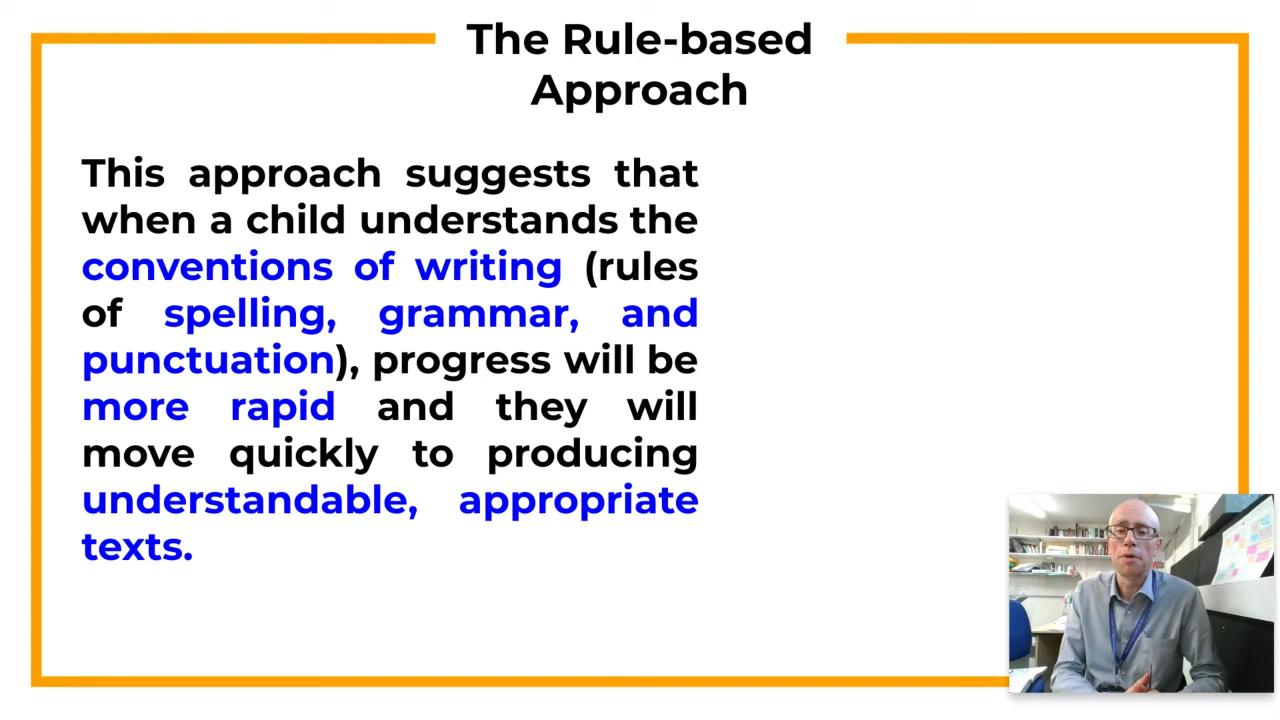 The Rule-based
Approach
This approach suggests that
when a child understands the
conventions of writing (rules
of spelling, grammar, and
punctuation), progress will be
more rapid and they will
move quickly to producing
understandable, appropriate
texts.